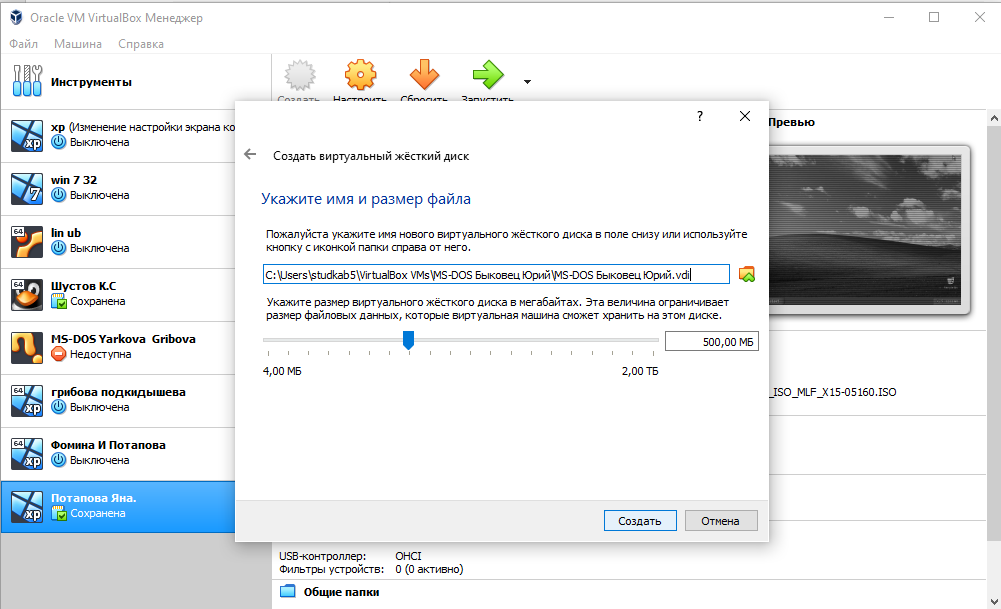 Oracle VM VirtualBox Менеджер
Файл Машина Справка
Инструменты
Создать Настроить Сбросить Запустить
xp (Изменение настройки экрана ко
Выключена
win 7 32
Выключена
lin ub
Выключена
Шустов К.С
Сохранена
MS-DOS Yarkova Gribova
Недоступна
грибова подкидышева
Выключена
Фомина И Потапова
Выключена
Потапова Яна.
Сохранена
?
Создать виртуальный жёсткий диск
Укажите имя и размер файла
Пожалуйста укажите имя нового виртуального жёсткого диска в поле снизу или используйте
кнопку с иконкой папки справа от него.
C:\Users\studkab5\VirtualBox VMs\MS-DOS Быковец Юрий\MS-DOS Быковец Юрий.vdi
Укажите размер виртуального жёсткого диска в мегабайтах. Эта величина ограничивает
размер файловых данных, которые виртуальная машина сможет хранить на этом диске.
500,00 МБ
4,00 МБ 2,00 ТБ
Создать Отмена
Превью
_ISO_MLF_X15-05160.ISO
USB-контроллер: OHCI
Фильтры устройств: 0 (0 активно)
Общие папки